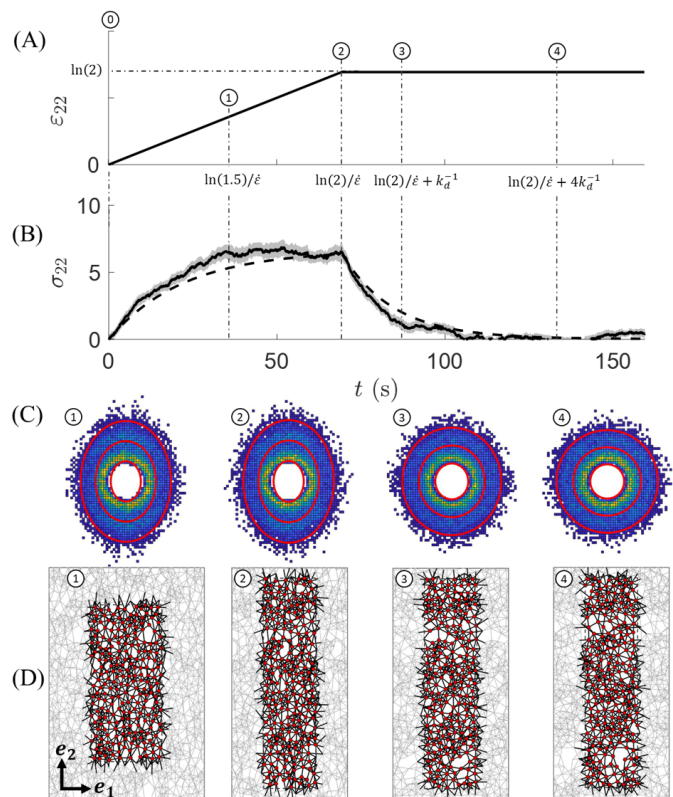 (A)
⓪
①
②
③
④
ln(2)
ε₂₂
0
ln(1.5)/ε̇
ln(2)/ε̇
ln(2)/ε̇ + k_d⁻¹
ln(2)/ε̇ + 4k_d⁻¹
(B)
10
5
0
σ₂₂
0
50
100
150
t (s)
(C)
①
②
③
④
(D)
①
②
③
④
e₂
e₁